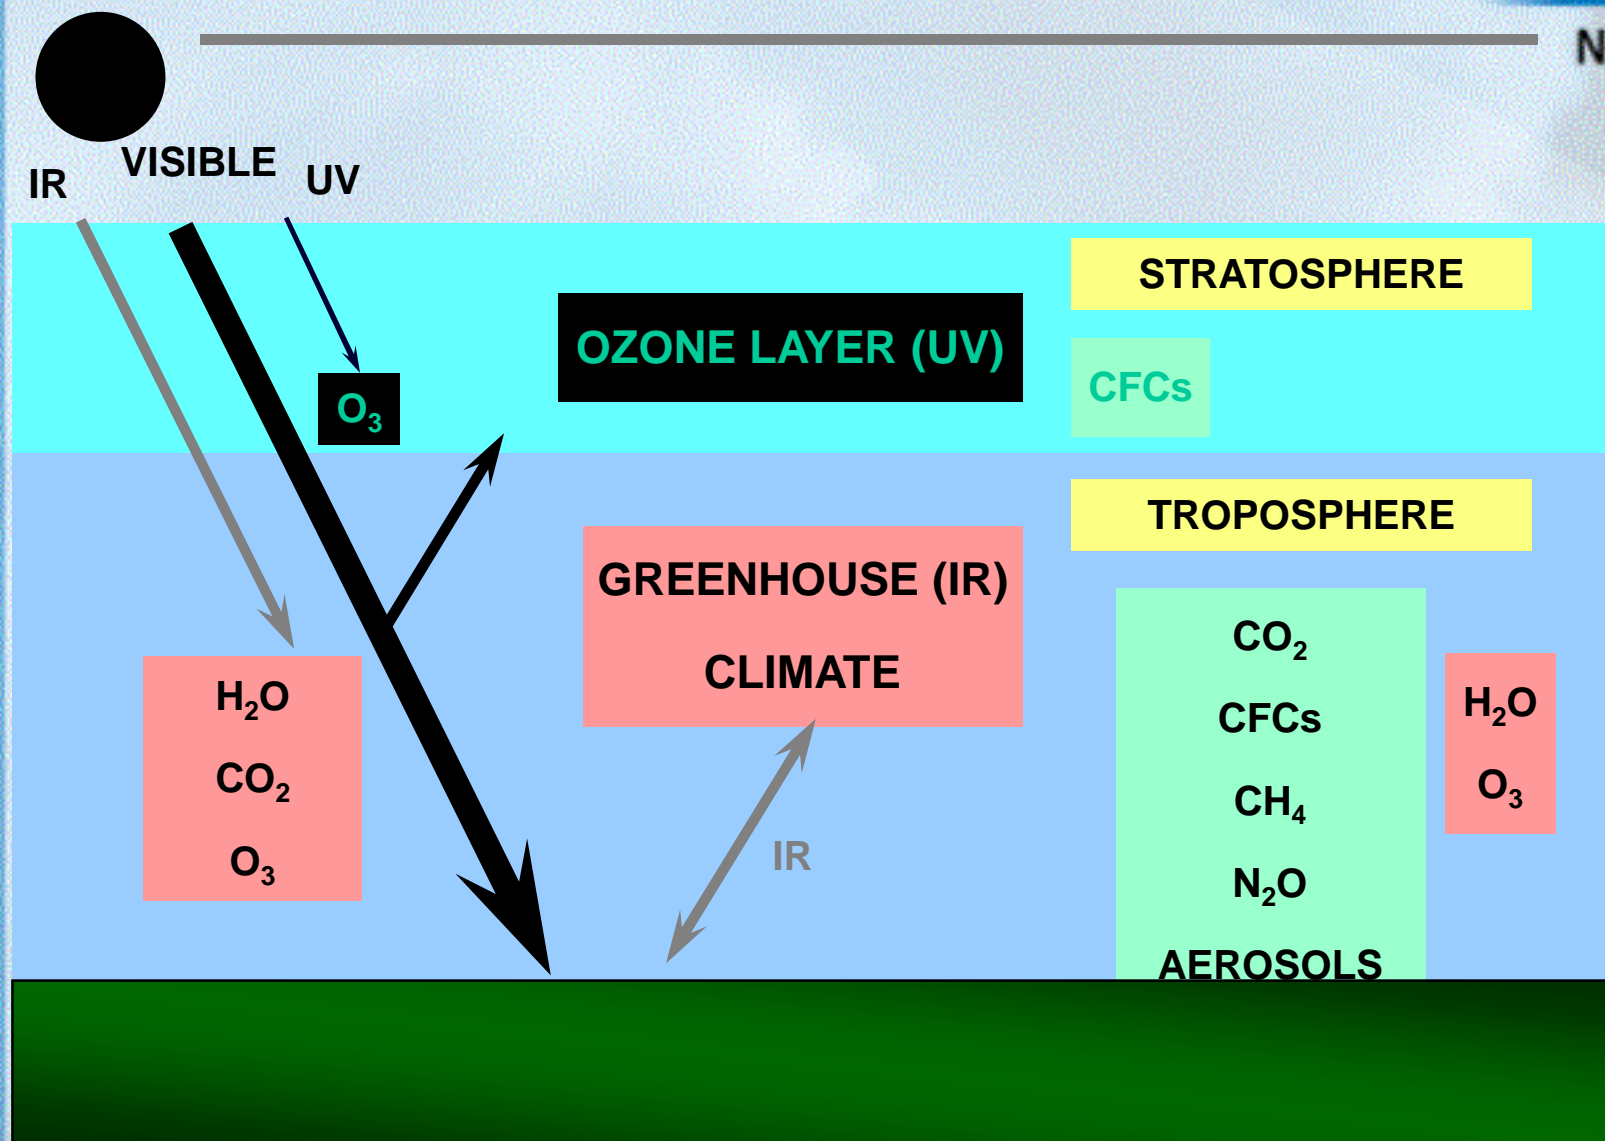 N
IR
VISIBLE
UV
STRATOSPHERE
OZONE LAYER (UV)
CFCs
O₃
TROPOSPHERE
GREENHOUSE (IR)
CLIMATE
H₂O
CO₂
O₃
IR
CO₂
CFCs
CH₄
N₂O
AEROSOLS
H₂O
O₃